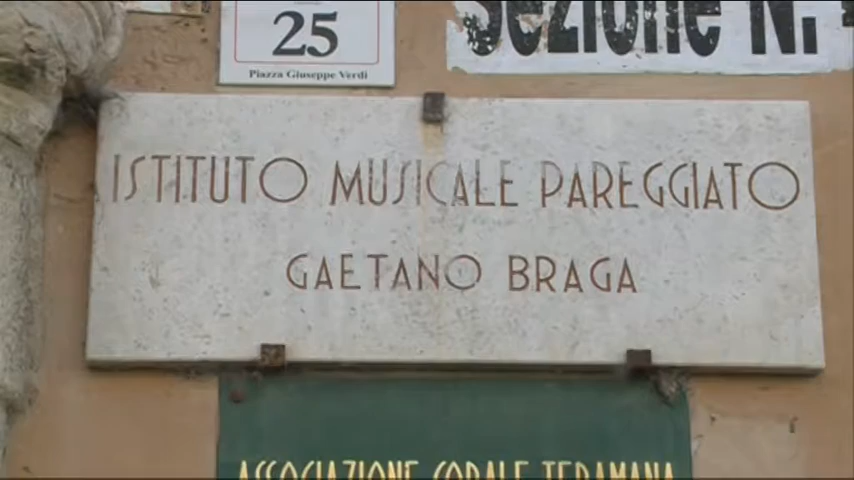 25
Piazza Giuseppe Verdi
Sezione N.
ISTITUTO MUSICALE PAREGGIATO
GAETANO BRAGA
ASSOCIAZIONE CORALE TERAMANA